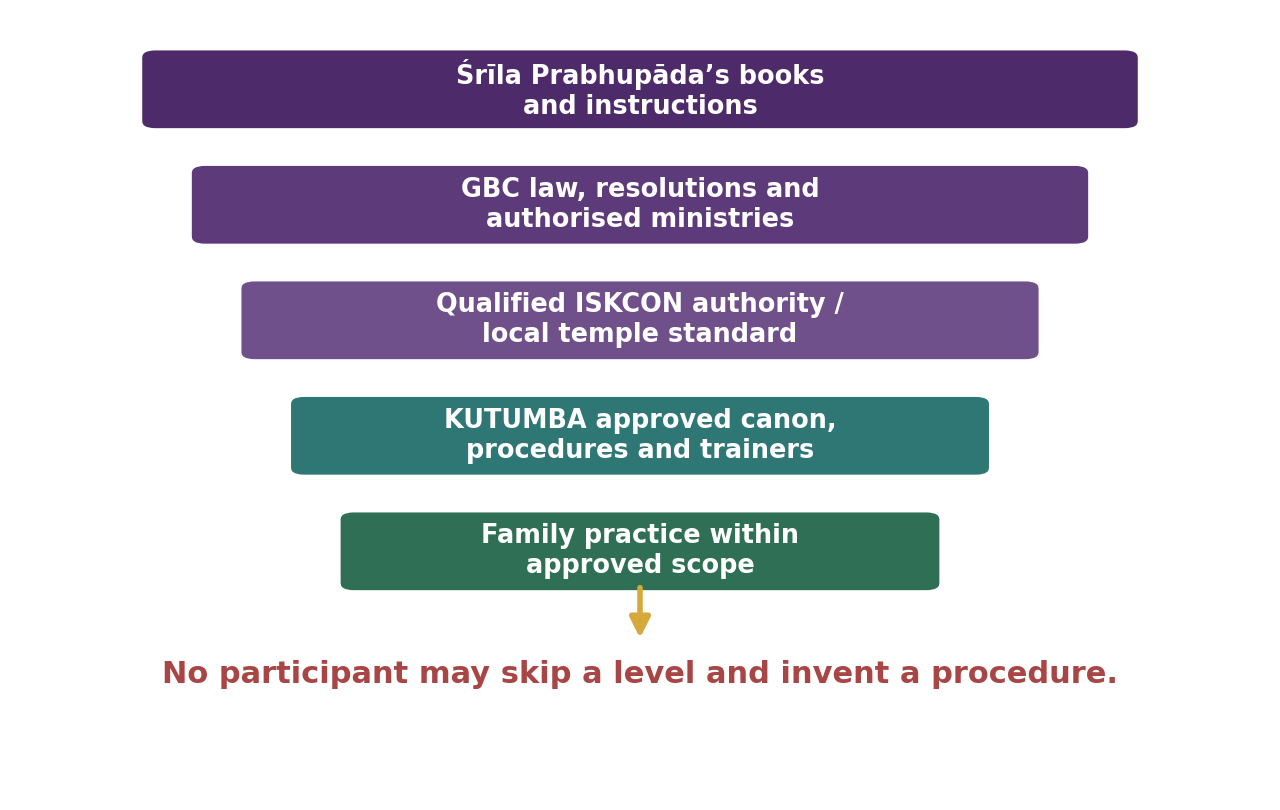 Śrīla Prabhupāda’s books
and instructions
GBC law, resolutions and
authorised ministries
Qualified ISKCON authority /
local temple standard
KUTUMBA approved canon,
procedures and trainers
Family practice within
approved scope
No participant may skip a level and invent a procedure.